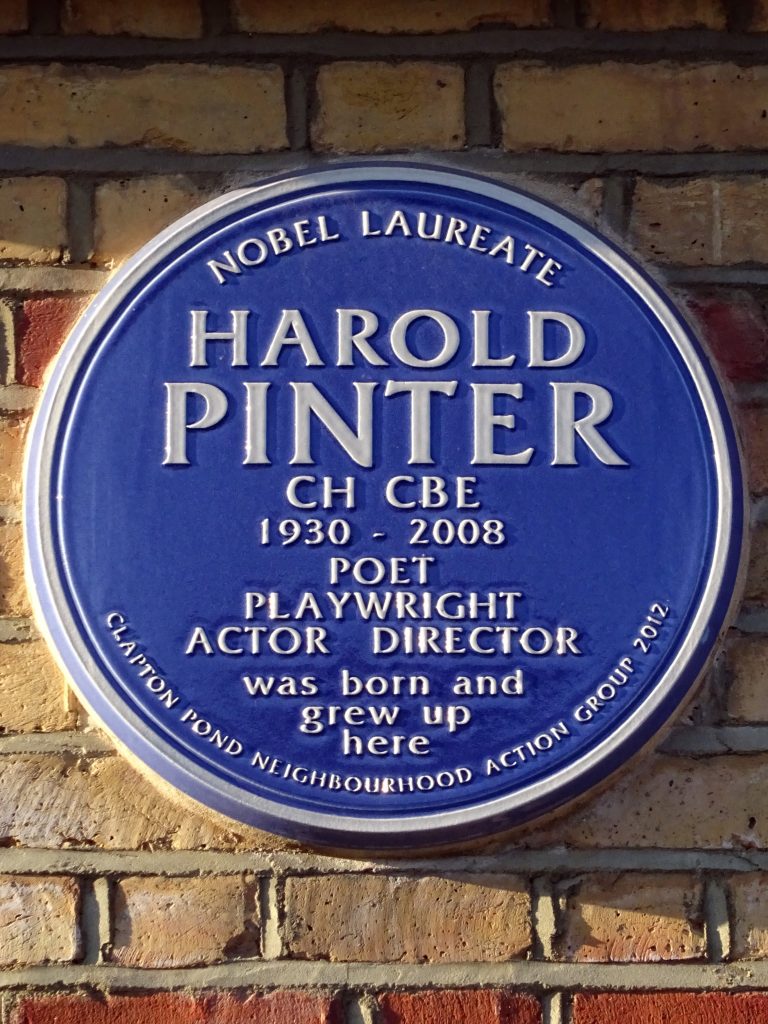 NOBEL LAUREATE
HAROLD
PINTER
CH CBE
1930 - 2008
POET
PLAYWRIGHT
ACTOR DIRECTOR
was born and
grew up
here
CLAPTON POND NEIGHBOURHOOD ACTION GROUP 2012